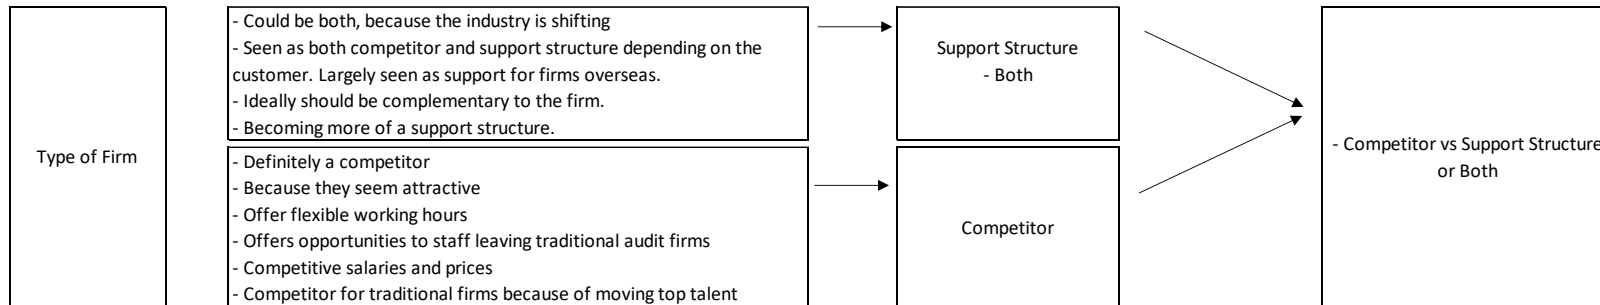 Type of Firm
- Could be both, because the industry is shifting
- Seen as both competitor and support structure depending on the
customer. Largely seen as support for firms overseas.
- Ideally should be complementary to the firm.
- Becoming more of a support structure.
Support Structure
- Both
- Definitely a competitor
- Because they seem attractive
- Offer flexible working hours
- Offers opportunities to staff leaving traditional audit firms
- Competitive salaries and prices
- Competitor for traditional firms because of moving top talent
Competitor
- Competitor vs Support Structure
or Both